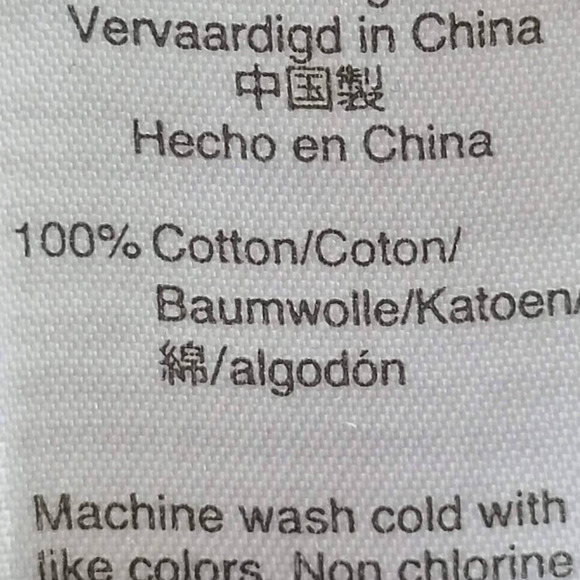 Vervaardigd in China
中国製
Hecho en China
100% Cotton/Coton/
Baumwolle/Katoen/
綿/algodón
Machine wash cold with
like colors. Non chlorine